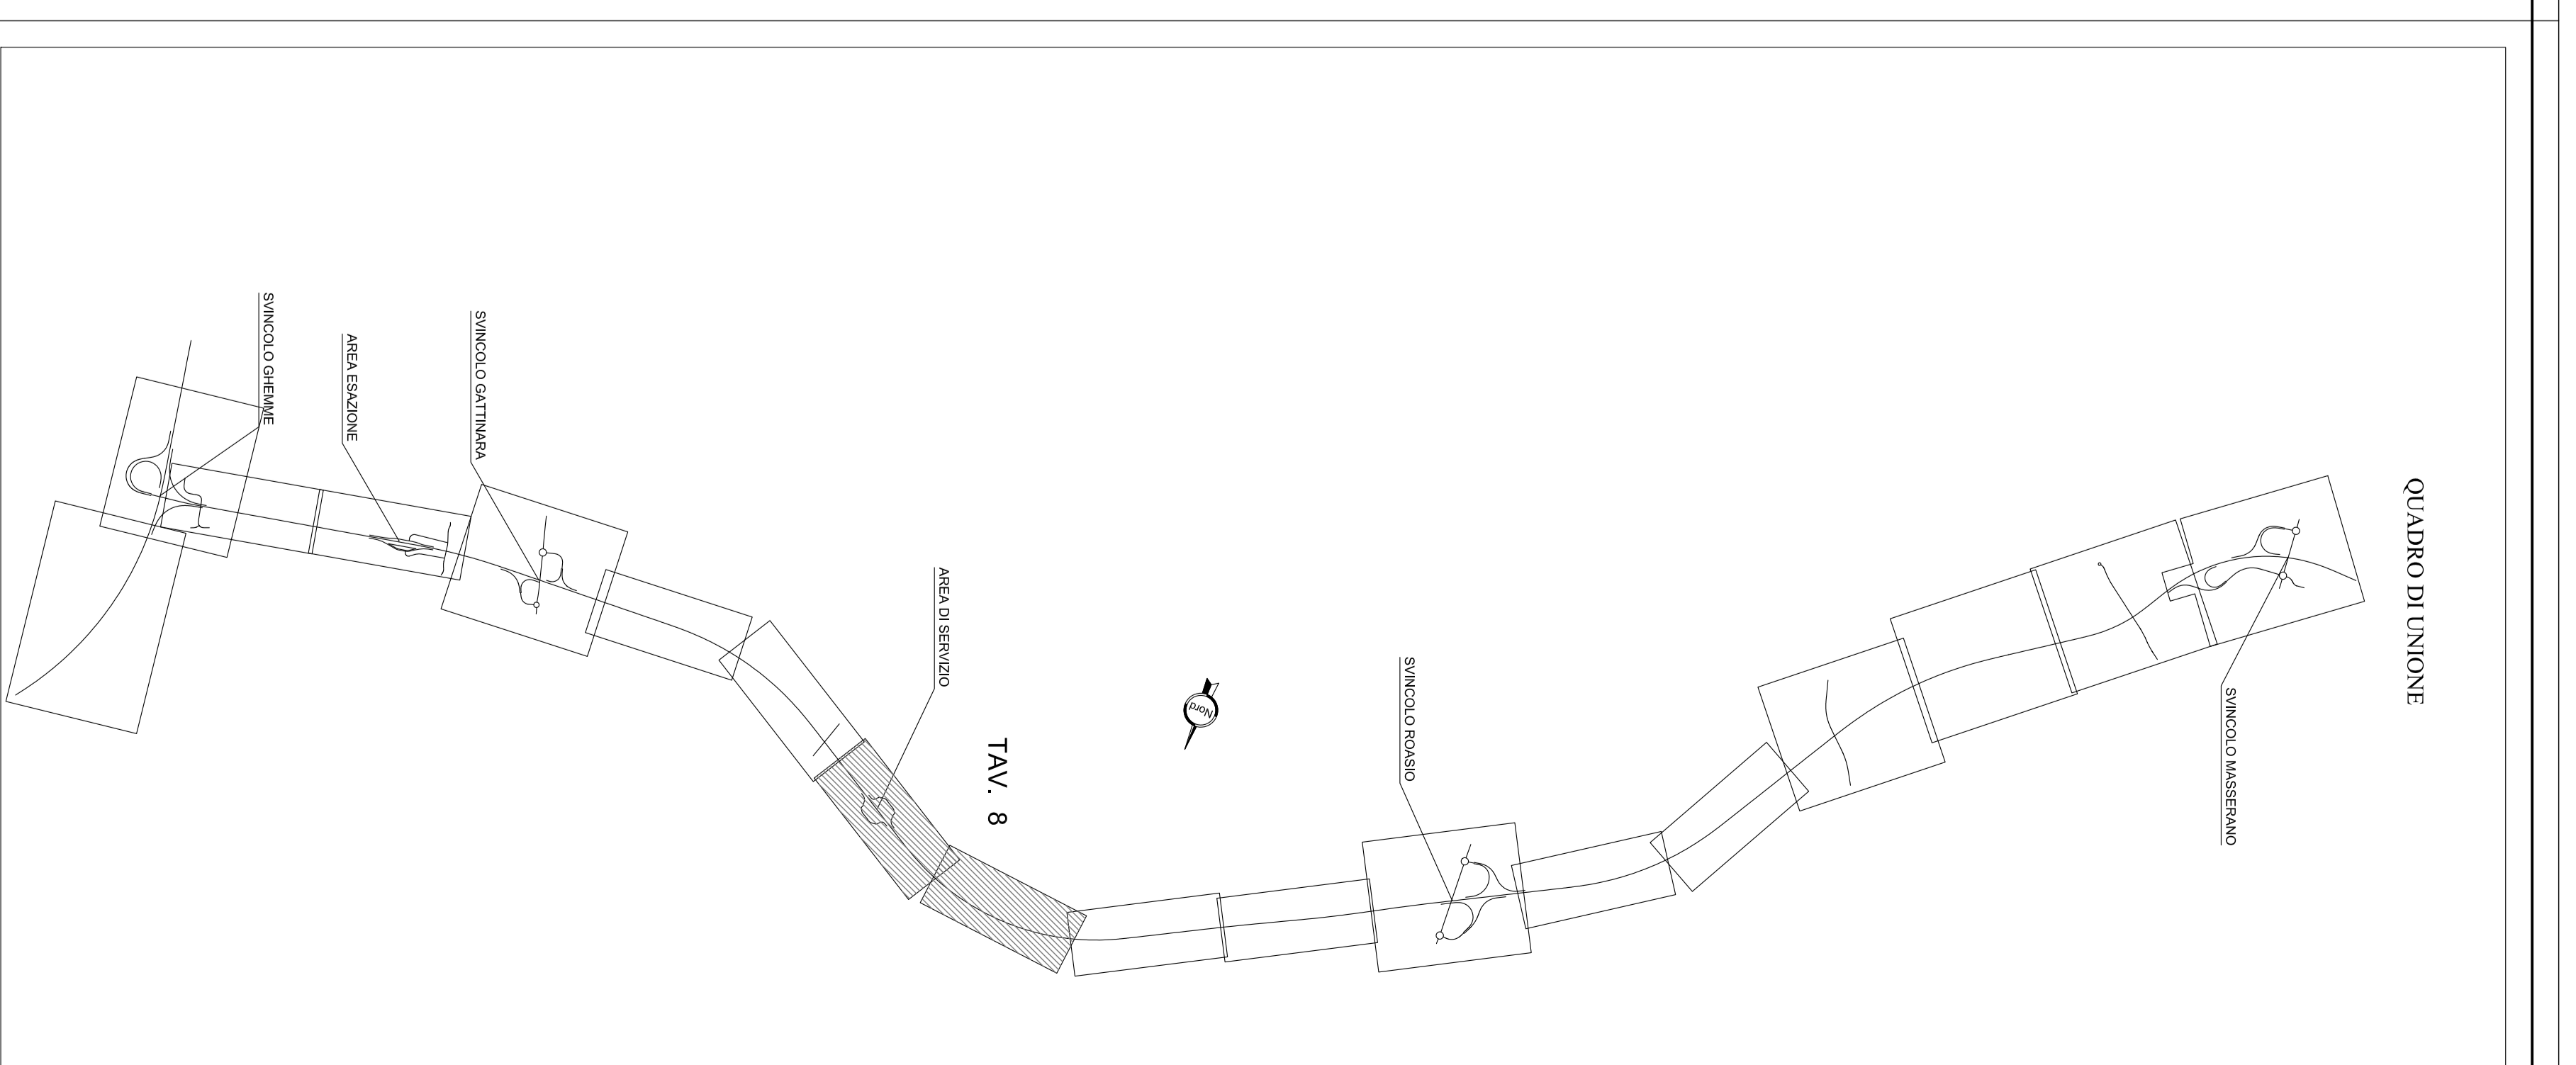 QUADRO DI UNIONE
SVINCOLO MASSERANO
SVINCOLO ROASIO
Nord
TAV. 8
AREA DI SERVIZIO
SVINCOLO GATTINARA
AREA ESAZIONE
SVINCOLO GHEMME